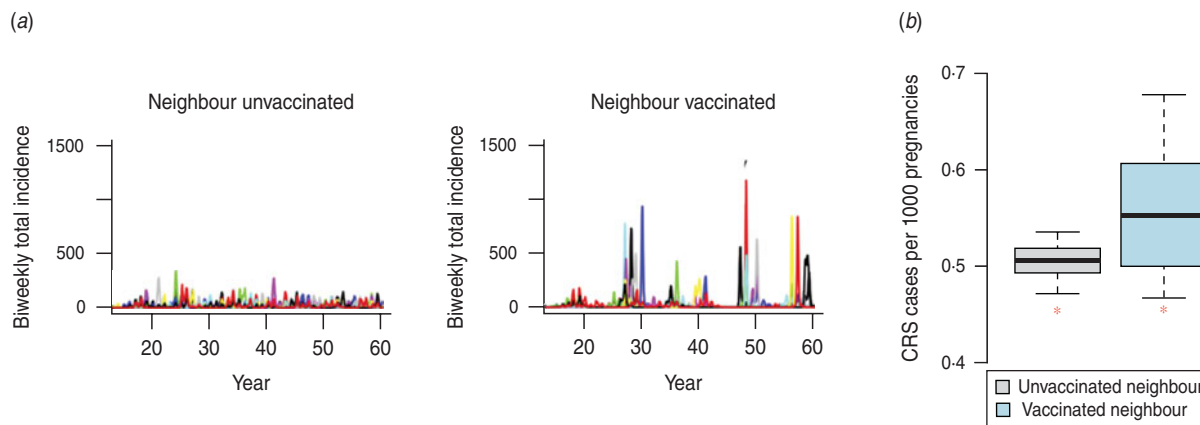 (a)
Neighbour unvaccinated
Biweekly total incidence
1500
500
0
20 30 40 50 60
Year
Neighbour vaccinated
Biweekly total incidence
1500
500
0
20 30 40 50 60
Year
(b)
CRS cases per 1000 pregnancies
0·7
0·6
0·5
0·4
*
*
Unvaccinated neighbour
Vaccinated neighbour